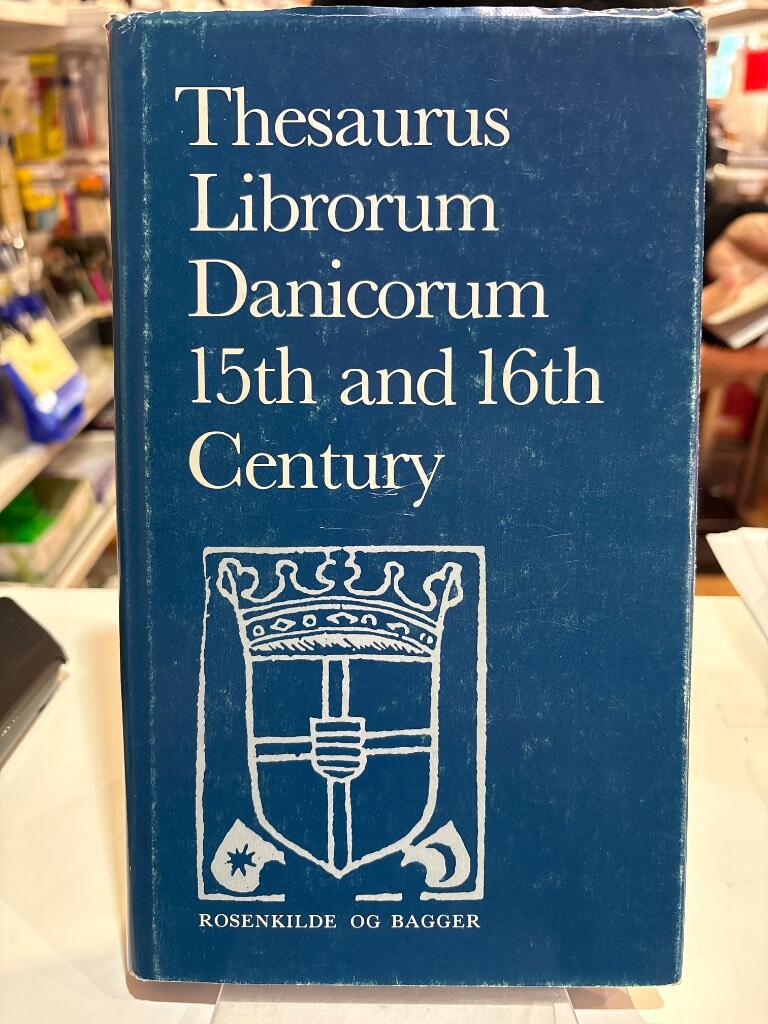 Thesaurus
Librorum
Danicorum
15th and 16th
Century
ROSENKILDE OG BAGGER